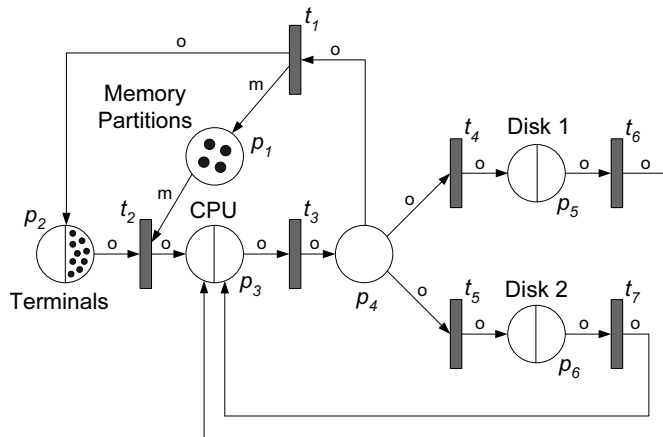 t1
o
o
m
Memory
Partitions
p1
t4
Disk 1
t6
o
o
o
o
p5
m
p2
t2
CPU
t3
o
o
o
o
o
p3
p4
Terminals
t5
Disk 2
t7
o
o
o
p6